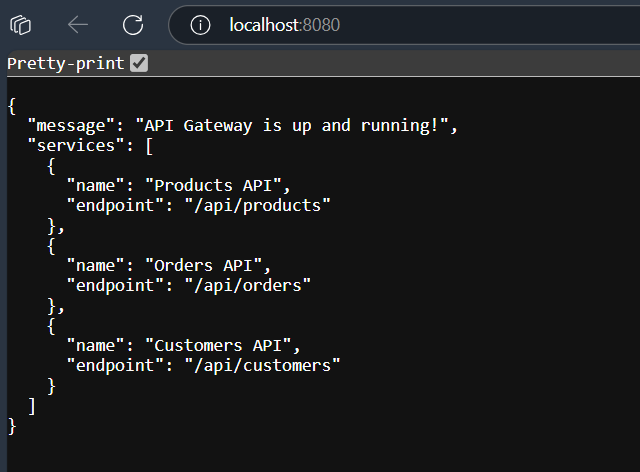 localhost:8080
Pretty-print
{
  "message": "API Gateway is up and running!",
  "services": [
    {
      "name": "Products API",
      "endpoint": "/api/products"
    },
    {
      "name": "Orders API",
      "endpoint": "/api/orders"
    },
    {
      "name": "Customers API",
      "endpoint": "/api/customers"
    }
  ]
}